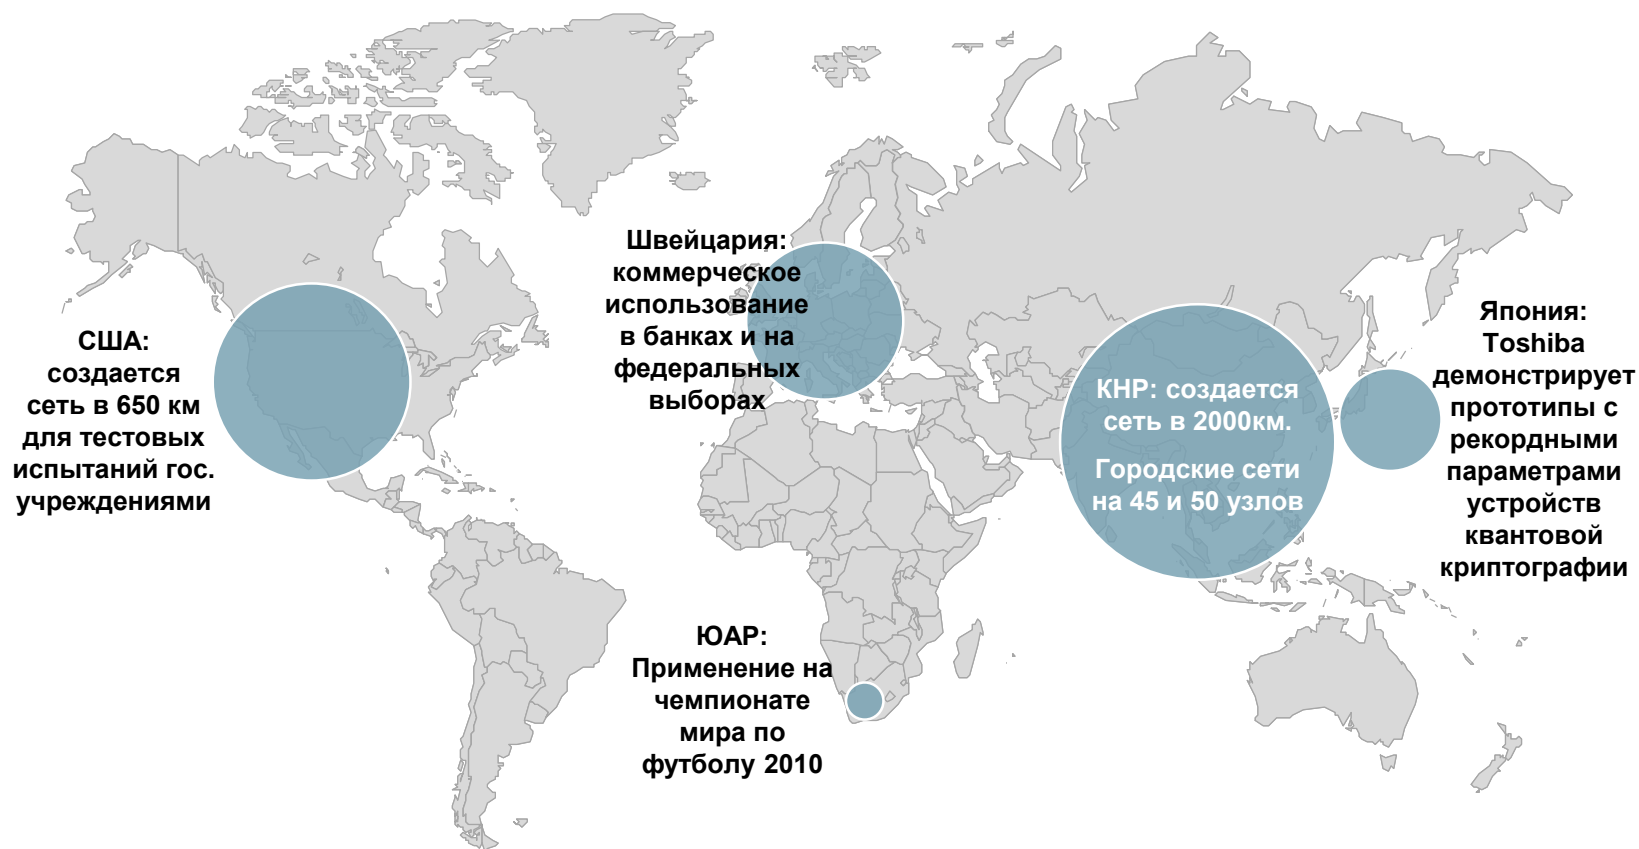 США:
создается
сеть в 650 км
для тестовых
испытаний гос.
учреждениями
Швейцария:
коммерческое
использование
в банках и на
федеральных
выборах
ЮАР:
Применение на
чемпионате
мира по
футболу 2010
КНР: создается
сеть в 2000км.
Городские сети
на 45 и 50 узлов
Япония:
Toshiba
демонстрирует
прототипы с
рекордными
параметрами
устройств
квантовой
криптографии